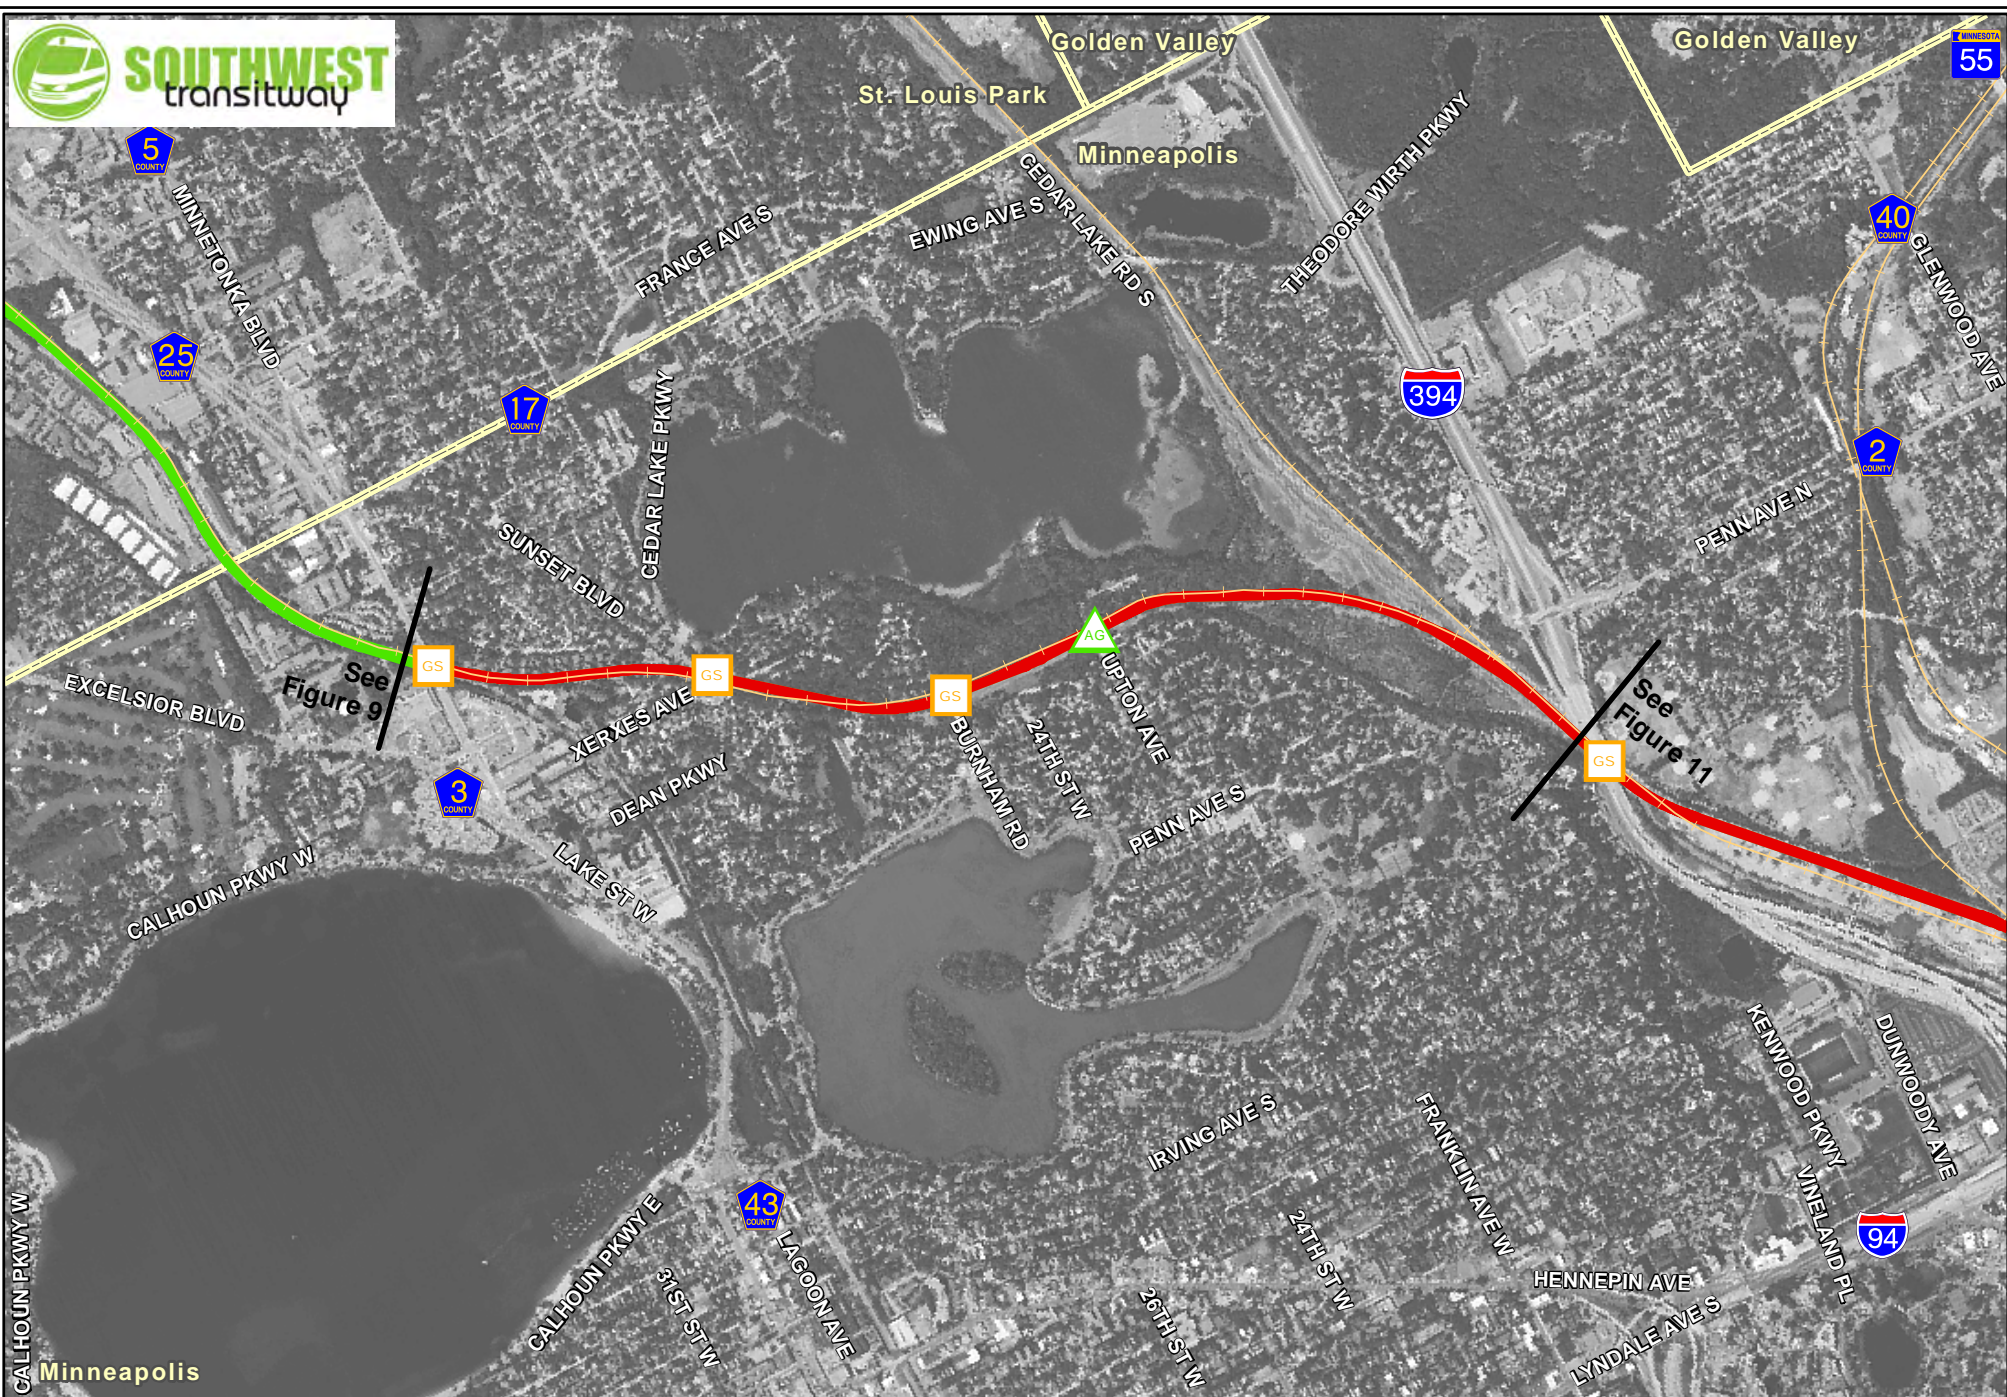 SOUTHWEST
transitway
Golden Valley
Golden Valley
MINNESOTA
55
St. Louis Park
Minneapolis
5
COUNTY
MINNETONKA BLVD
FRANCE AVE S
EWING AVE S
CEDAR LAKE RD S
THEODORE WIRTH PKWY
40
COUNTY
GLENWOOD AVE
25
COUNTY
17
COUNTY
394
2
COUNTY
CEDAR LAKE PKWY
SUNSET BLVD
PENN AVE N
EXCELSIOR BLVD
See
Figure 9
GS
GS
GS
AG
UPTON AVE
XERXES AVE
BURNHAM RD
24TH ST W
See
Figure 11
GS
3
COUNTY
DEAN PKWY
PENN AVE S
CALHOUN PKWY W
LAKE ST W
KENWOOD PKWY
DUNWOODY AVE
IRVING AVE S
FRANKLIN AVE W
VINELAND PL
94
43
COUNTY
CALHOUN PKWY W
CALHOUN PKWY E
31ST ST W
LAGOON AVE
26TH ST W
24TH ST W
HENNEPIN AVE
LYNDALE AVE S
Minneapolis